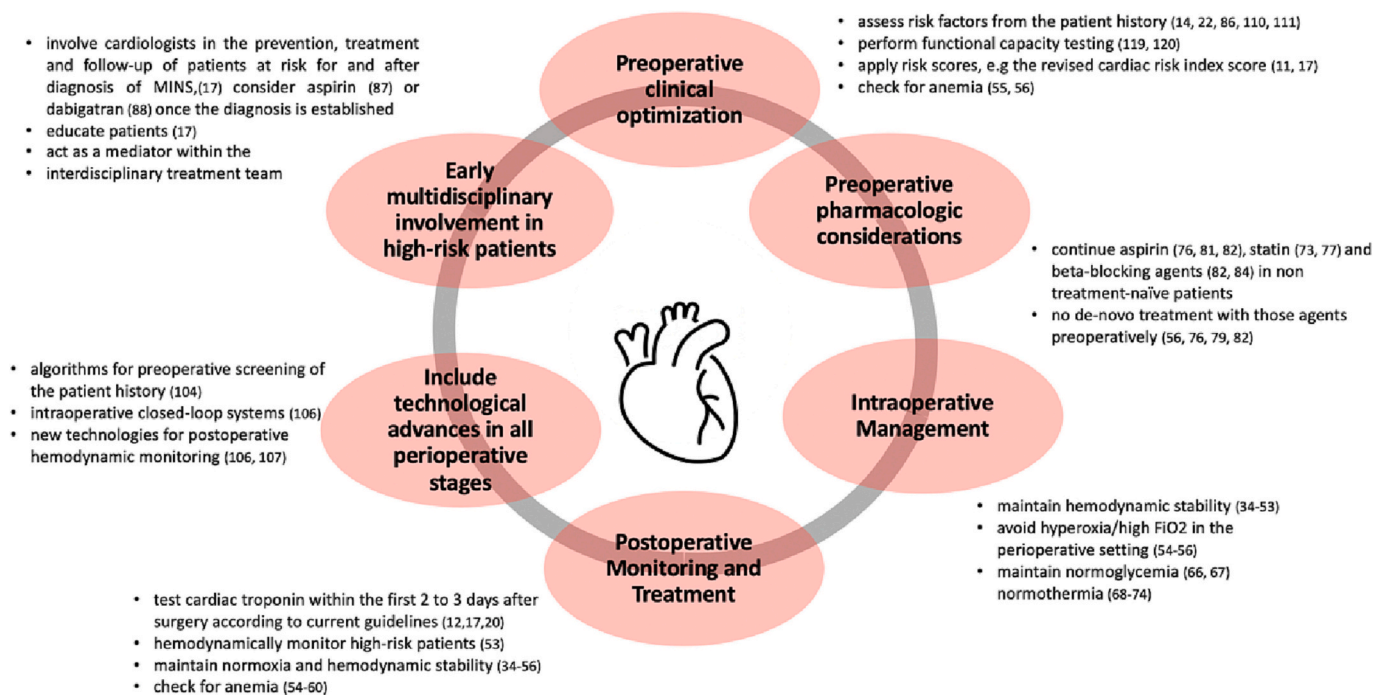 Preoperative
clinical
optimization
• assess risk factors from the patient history (14, 22, 86, 110, 111)
• perform functional capacity testing (119, 120)
• apply risk scores, e.g the revised cardiac risk index score (11, 17)
• check for anemia (55, 56)
Preoperative
pharmacologic
considerations
• continue aspirin (76, 81, 82), statin (73, 77) and
beta-blocking agents (82, 84) in non
treatment-naïve patients
• no de-novo treatment with those agents
preoperatively (56, 76, 79, 82)
Intraoperative
Management
• maintain hemodynamic stability (34-53)
• avoid hyperoxia/high FiO2 in the
perioperative setting (54-56)
• maintain normoglycemia (66, 67)
normothermia (68-74)
Postoperative
Monitoring and
Treatment
• test cardiac troponin within the first 2 to 3 days after
surgery according to current guidelines (12,17,20)
• hemodynamically monitor high-risk patients (53)
• maintain normoxia and hemodynamic stability (34-56)
• check for anemia (54-60)
Include
technological
advances in all
perioperative
stages
• algorithms for preoperative screening of
the patient history (104)
• intraoperative closed-loop systems (106)
• new technologies for postoperative
hemodynamic monitoring (106, 107)
Early
multidisciplinary
involvement in
high-risk patients
• involve cardiologists in the prevention, treatment
and follow-up of patients at risk for and after
diagnosis of MINS,(17) consider aspirin (87) or
dabigatran (88) once the diagnosis is established
• educate patients (17)
• act as a mediator within the
• interdisciplinary treatment team